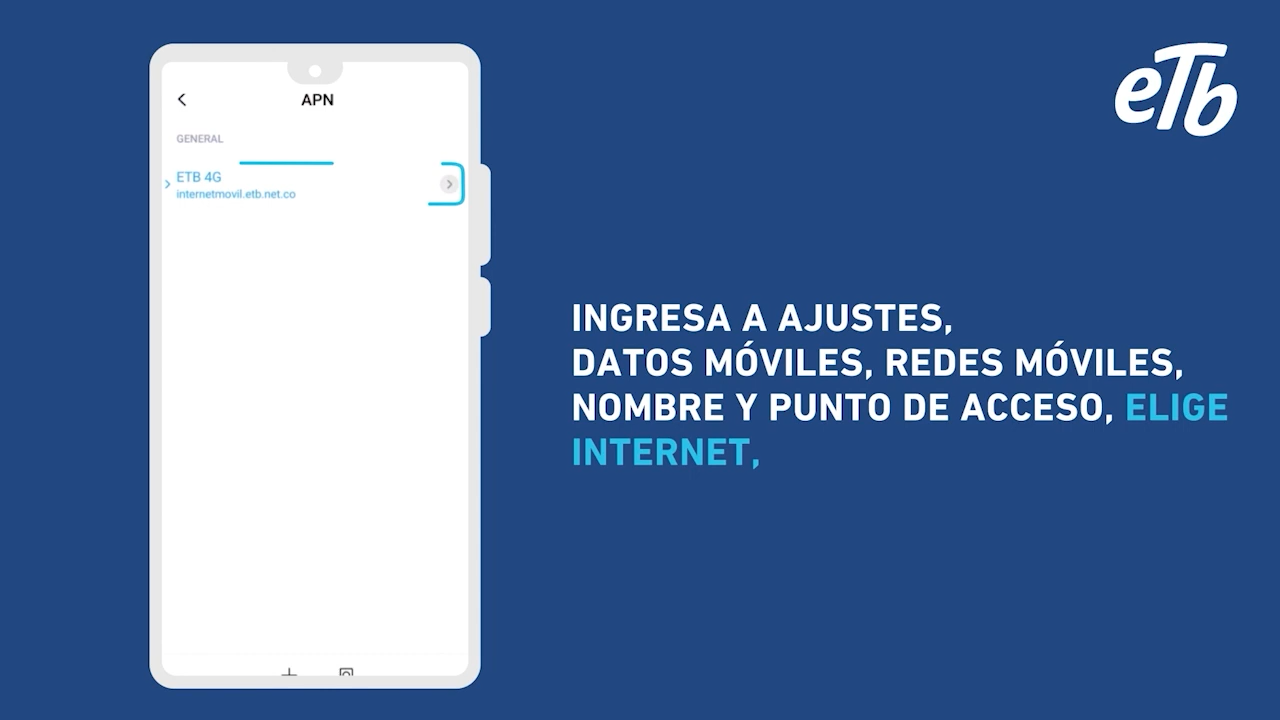 eTb
APN
GENERAL
ETB 4G
internetmovil.etb.net.co
INGRESA A AJUSTES,
DATOS MÓVILES, REDES MÓVILES,
NOMBRE Y PUNTO DE ACCESO, ELIGE
INTERNET,